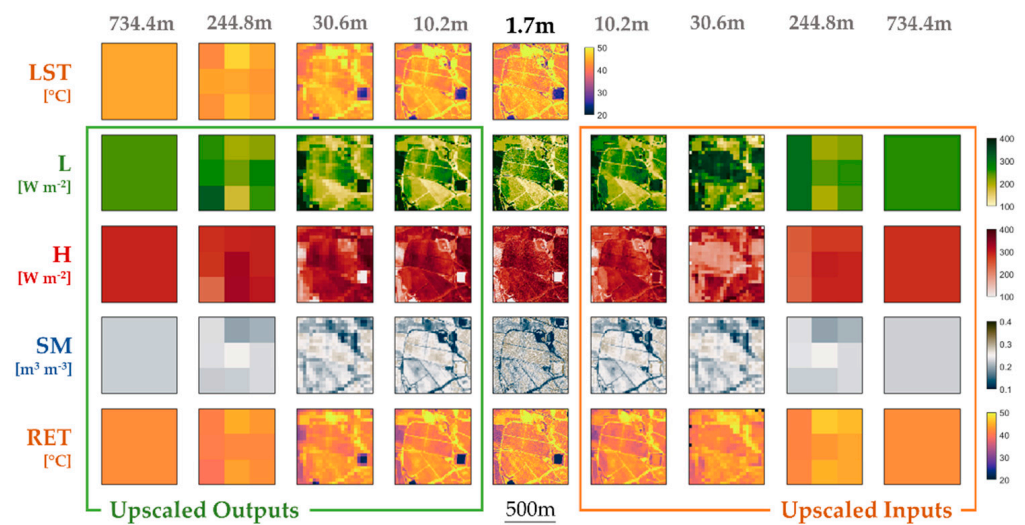 734.4m 244.8m 30.6m 10.2m 1.7m 10.2m 30.6m 244.8m 734.4m
LST
[°C]
50
40
30
20
L
[W m⁻²]
400
300
200
100
H
[W m⁻²]
400
300
200
100
SM
[m³ m⁻³]
0.4
0.3
0.2
0.1
RET
[°C]
50
40
30
20
Upscaled Outputs
500m
Upscaled Inputs